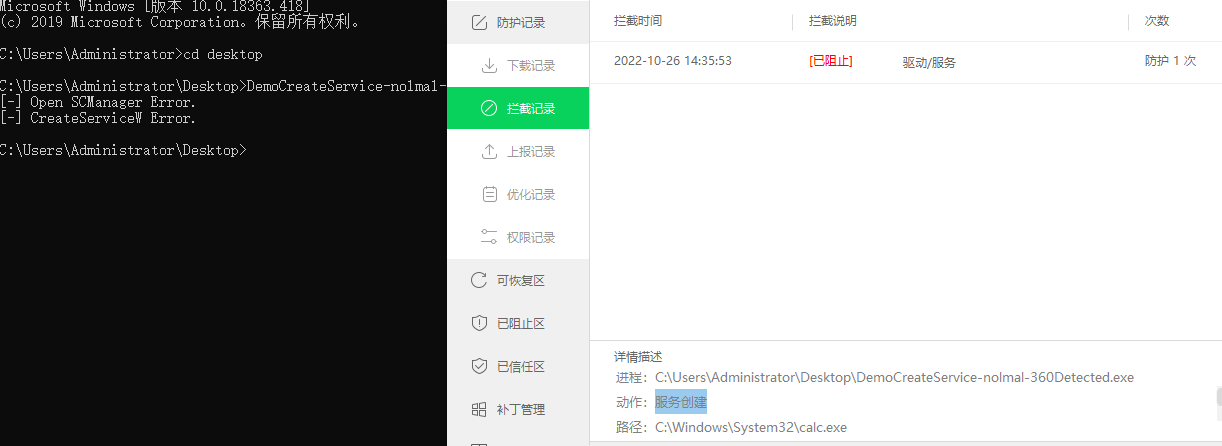 Microsoft Windows [版本 10.0.18363.418]
(c) 2019 Microsoft Corporation。保留所有权利。
C:\Users\Administrator>cd desktop
C:\Users\Administrator\Desktop>DemoCreateService-nolmal-
[-] Open SCManager Error.
[-] CreateServiceW Error.
C:\Users\Administrator\Desktop>
防护记录
下载记录
拦截记录
上报记录
优化记录
权限记录
可恢复区
已阻止区
已信任区
补丁管理
拦截时间 拦截说明 次数
2022-10-26 14:35:53 [已阻止] 驱动/服务 防护 1 次
详情描述
进程： C:\Users\Administrator\Desktop\DemoCreateService-nolmal-360Detected.exe
动作： 服务创建
路径： C:\Windows\System32\calc.exe